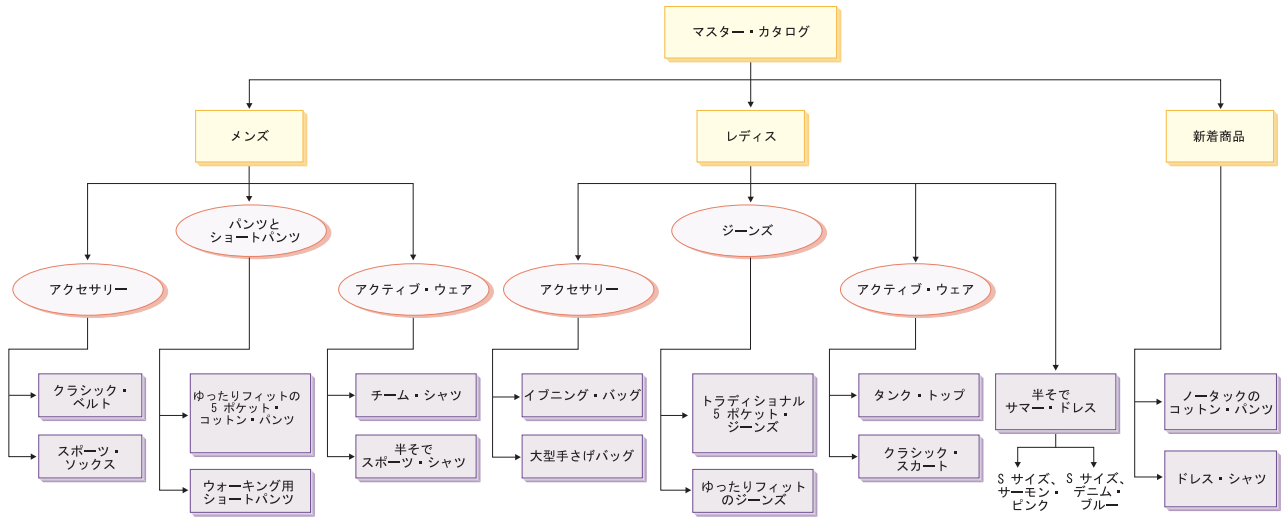 マスター・カタログ
メンズ
レディス
新着商品
パンツと
ショートパンツ
ジーンズ
アクセサリー
アクティブ・ウェア
アクセサリー
アクティブ・ウェア
クラシック・
ベルト
ゆったりフィットの
5 ポケット・
コットン・パンツ
チーム・シャツ
イブニング・バッグ
トラディショナル
5 ポケット・
ジーンズ
タンク・トップ
半そで
サマー・ドレス
ノータックの
コットン・パンツ
スポーツ・
ソックス
ウォーキング用
ショートパンツ
半そで
スポーツ・シャツ
大型手さげバッグ
ゆったりフィット
のジーンズ
クラシック・
スカート
S サイズ、
サーモン・
ピンク
S サイズ、
デニム・
ブルー
ドレス・シャツ